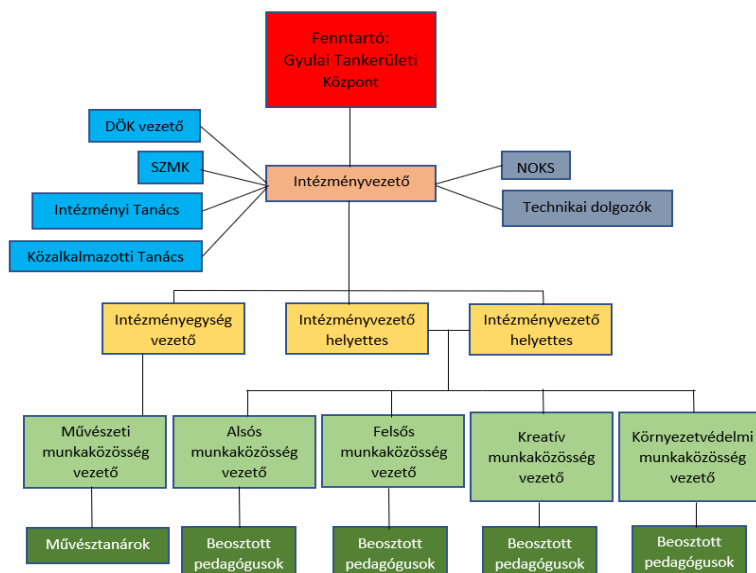 Fenntartó:
Gyulai Tankerületi
Központ
DÖK vezető
SZMK
Intézményi Tanács
Közalkalmazotti Tanács
Intézményvezető
NOKS
Technikai dolgozók
Intézményegység
vezető
Intézményvezető
helyettes
Intézményvezető
helyettes
Művészeti
munkaközösség
vezető
Alsós
munkaközösség
vezető
Felsős
munkaközösség
vezető
Kreatív
munkaközösség
vezető
Környezetvédelmi
munkaközösség
vezető
Művésztanárok
Beosztott
pedagógusok
Beosztott
pedagógusok
Beosztott
pedagógusok
Beosztott
pedagógusok